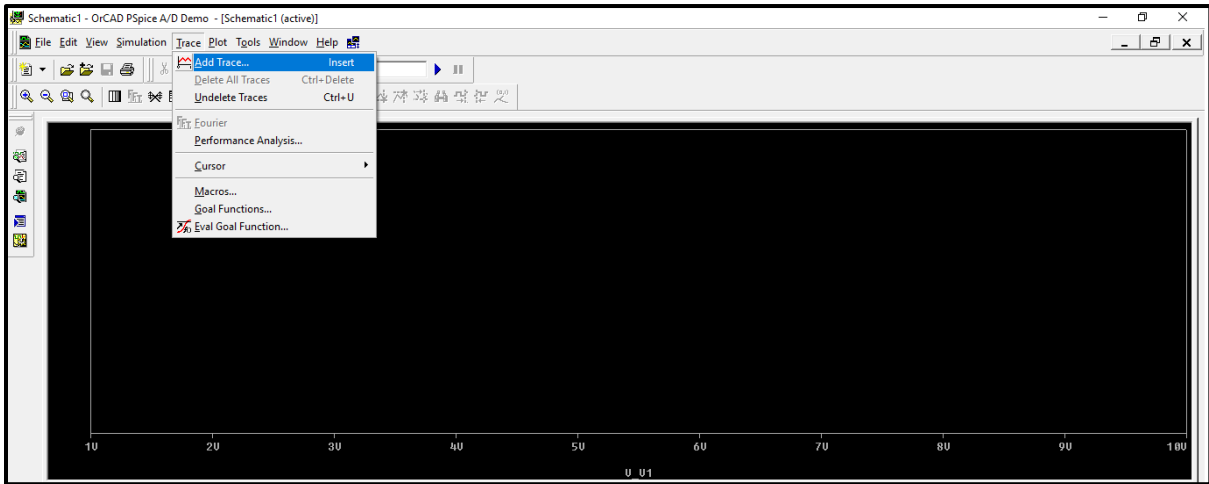 Schematic1 - OrCAD PSpice A/D Demo - [Schematic1 (active)]
File Edit View Simulation Trace Plot Tools Window Help
Add Trace... Insert
Delete All Traces Ctrl+Delete
Undelete Traces Ctrl+U
FFT Fourier
Performance Analysis...
Cursor
Macros...
Goal Functions...
Eval Goal Function...
1V 2V 3V 4V 5V 6V 7V 8V 9V 10V
V_V1